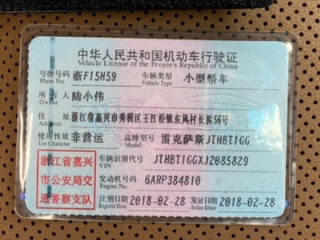 中华人民共和国机动车行驶证
Vehicle License of the People's Republic of China
号牌号码 浙F15H59 车辆类型 小型轿车
Plate No. Vehicle Type
所有人 陆小伟
Owner
住址 浙江省嘉兴市秀洲区王江泾镇东风村长浜56号
Address
使用性质 非营运 品牌型号 雷克萨斯JTHBT1GG
Use Character Model
浙江省嘉兴
市公安局交
通警察支队
车辆识别代号 JTHBT1GGXJ2085829
VIN
发动机号码 6ARP384810
Engine No.
注册日期 2018-02-28 发证日期 2018-02-28
Register Date Issue Date